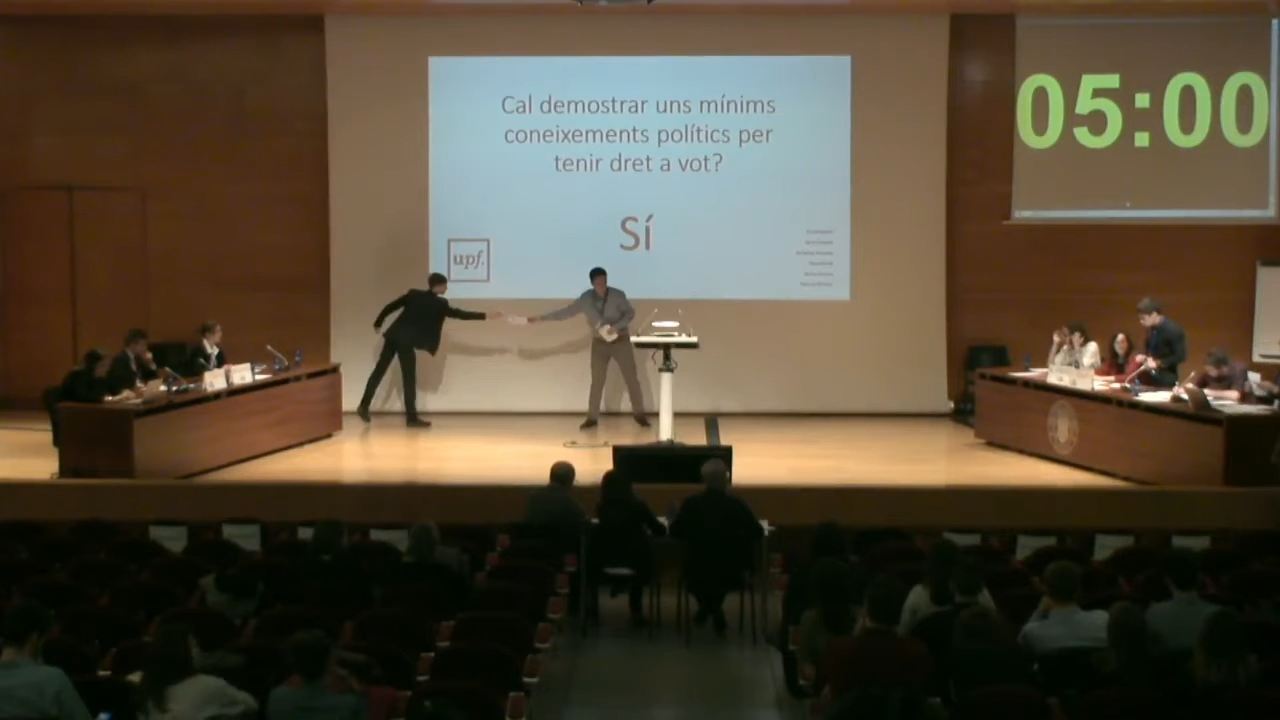 Cal demostrar uns mínims
coneixements polítics per
tenir dret a vot?
Sí
upf.
05:00